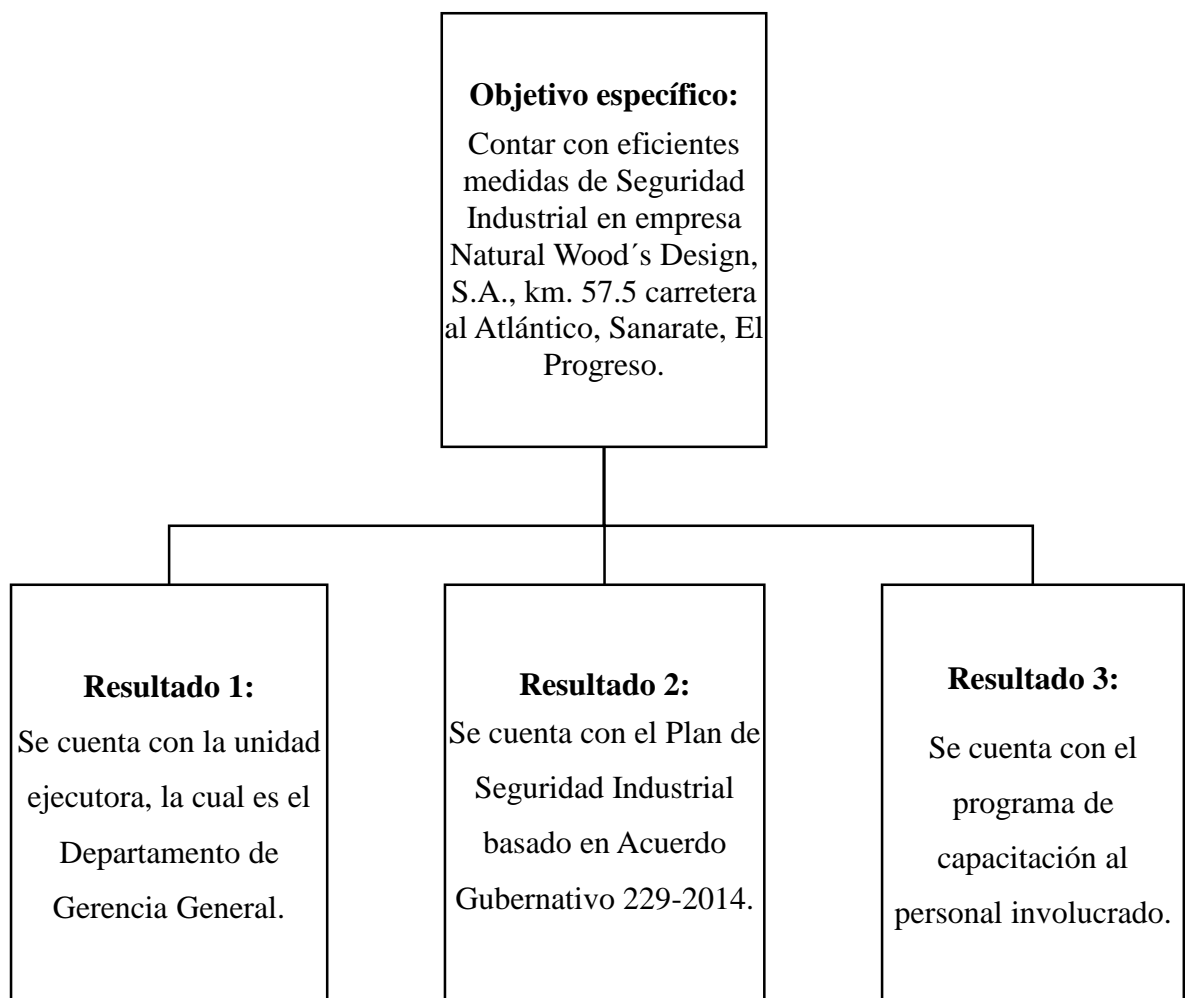 Objetivo específico:
Contar con eficientes
medidas de Seguridad
Industrial en empresa
Natural Wood´s Design,
S.A., km. 57.5 carretera
al Atlántico, Sanarate, El
Progreso.
Resultado 1:
Se cuenta con la unidad
ejecutora, la cual es el
Departamento de
Gerencia General.
Resultado 2:
Se cuenta con el Plan de
Seguridad Industrial
basado en Acuerdo
Gubernativo 229-2014.
Resultado 3:
Se cuenta con el
programa de
capacitación al
personal involucrado.